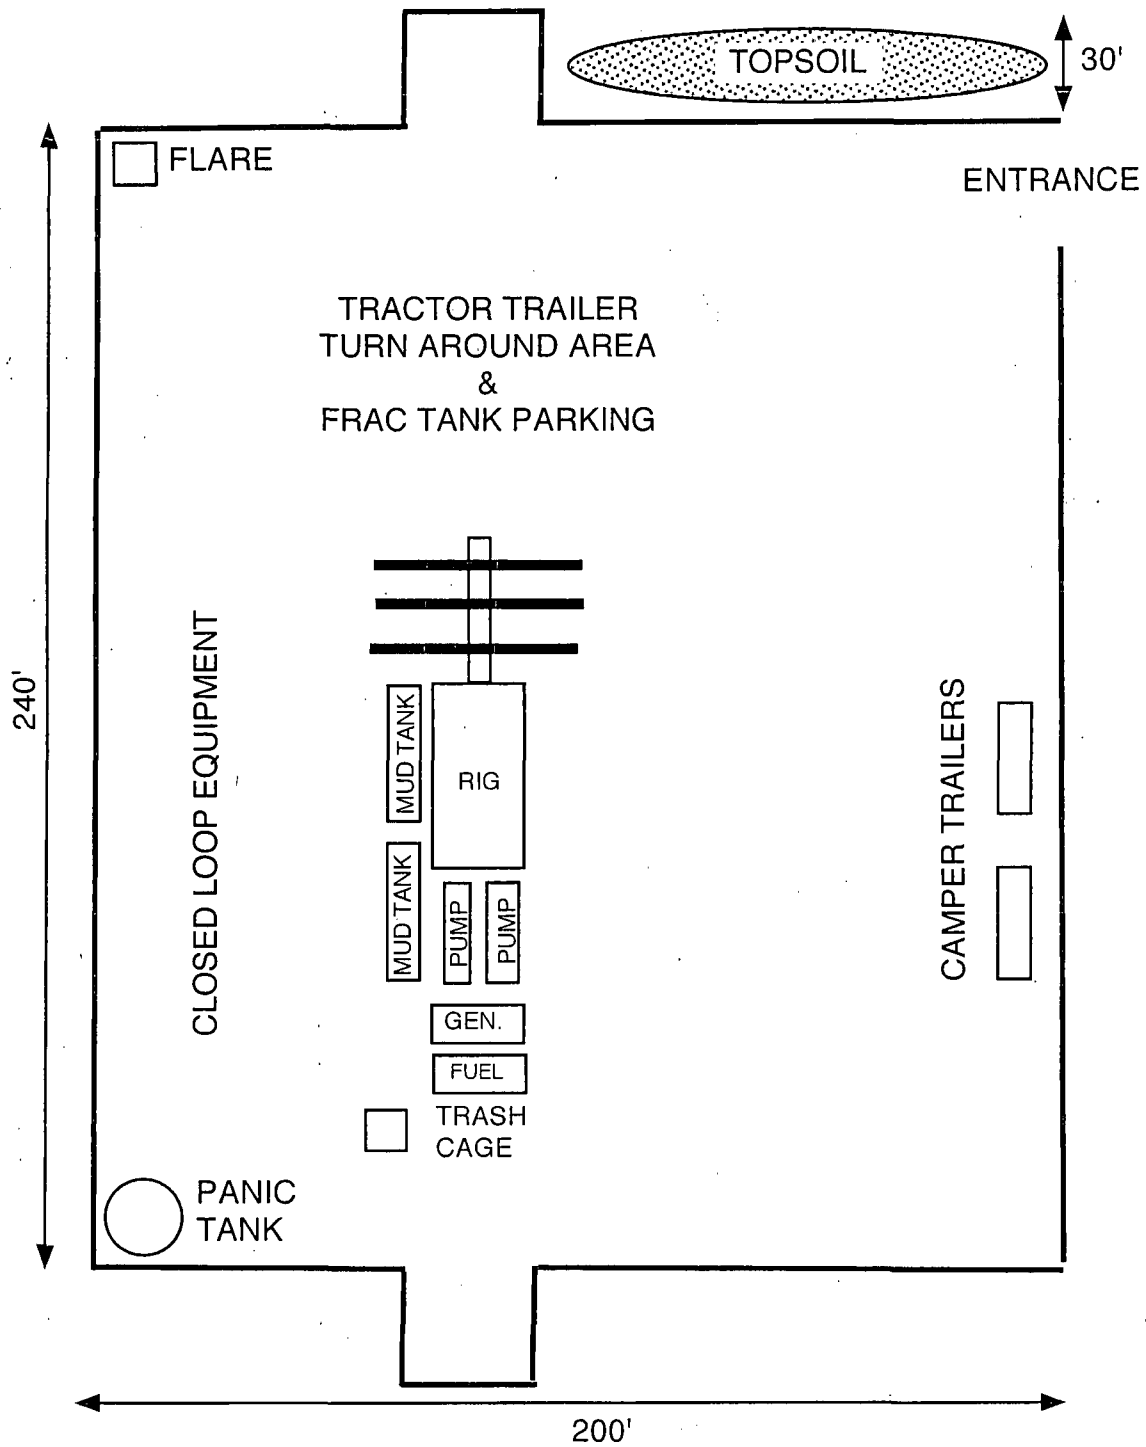 TOPSOIL
30'
FLARE
ENTRANCE
TRACTOR TRAILER
TURN AROUND AREA
&
FRAC TANK PARKING
240'
CLOSED LOOP EQUIPMENT
MUD TANK
RIG
CAMPER TRAILERS
MUD TANK
PUMP
PUMP
GEN.
FUEL
TRASH
CAGE
PANIC
TANK
200'